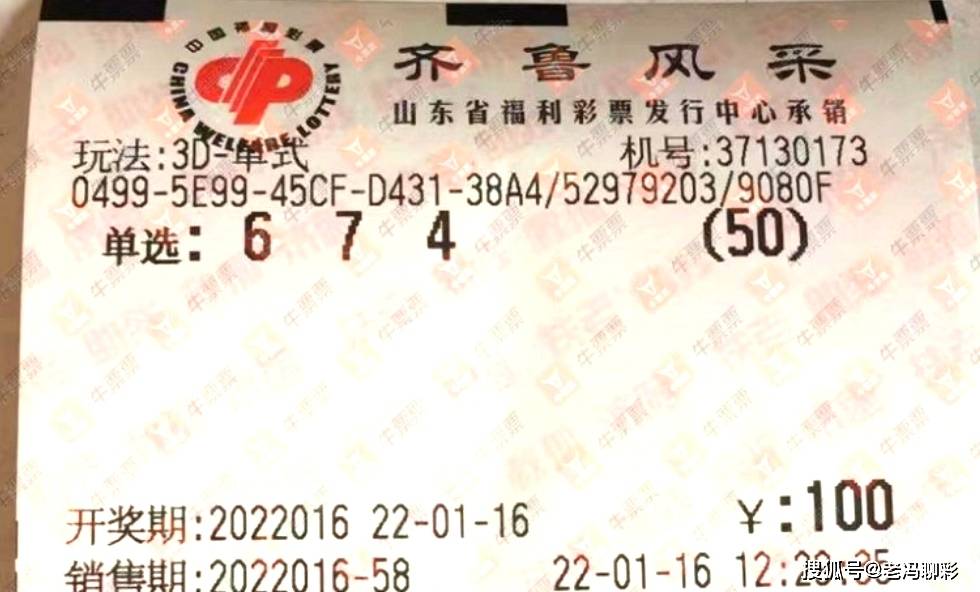 中国福利彩票
CHINA WELFARE LOTTERY
齐鲁风采
山东省福利彩票发行中心承销
玩法:3D-单式 机号:37130173
0499-5E99-45CF-D431-38A4/52979203/9080F
单选: 6 7 4 (50)
开奖期:2022016 22-01-16 ¥:100
销售期:2022016-58 22-01-16
搜狐号@老冯聊彩
牛票票